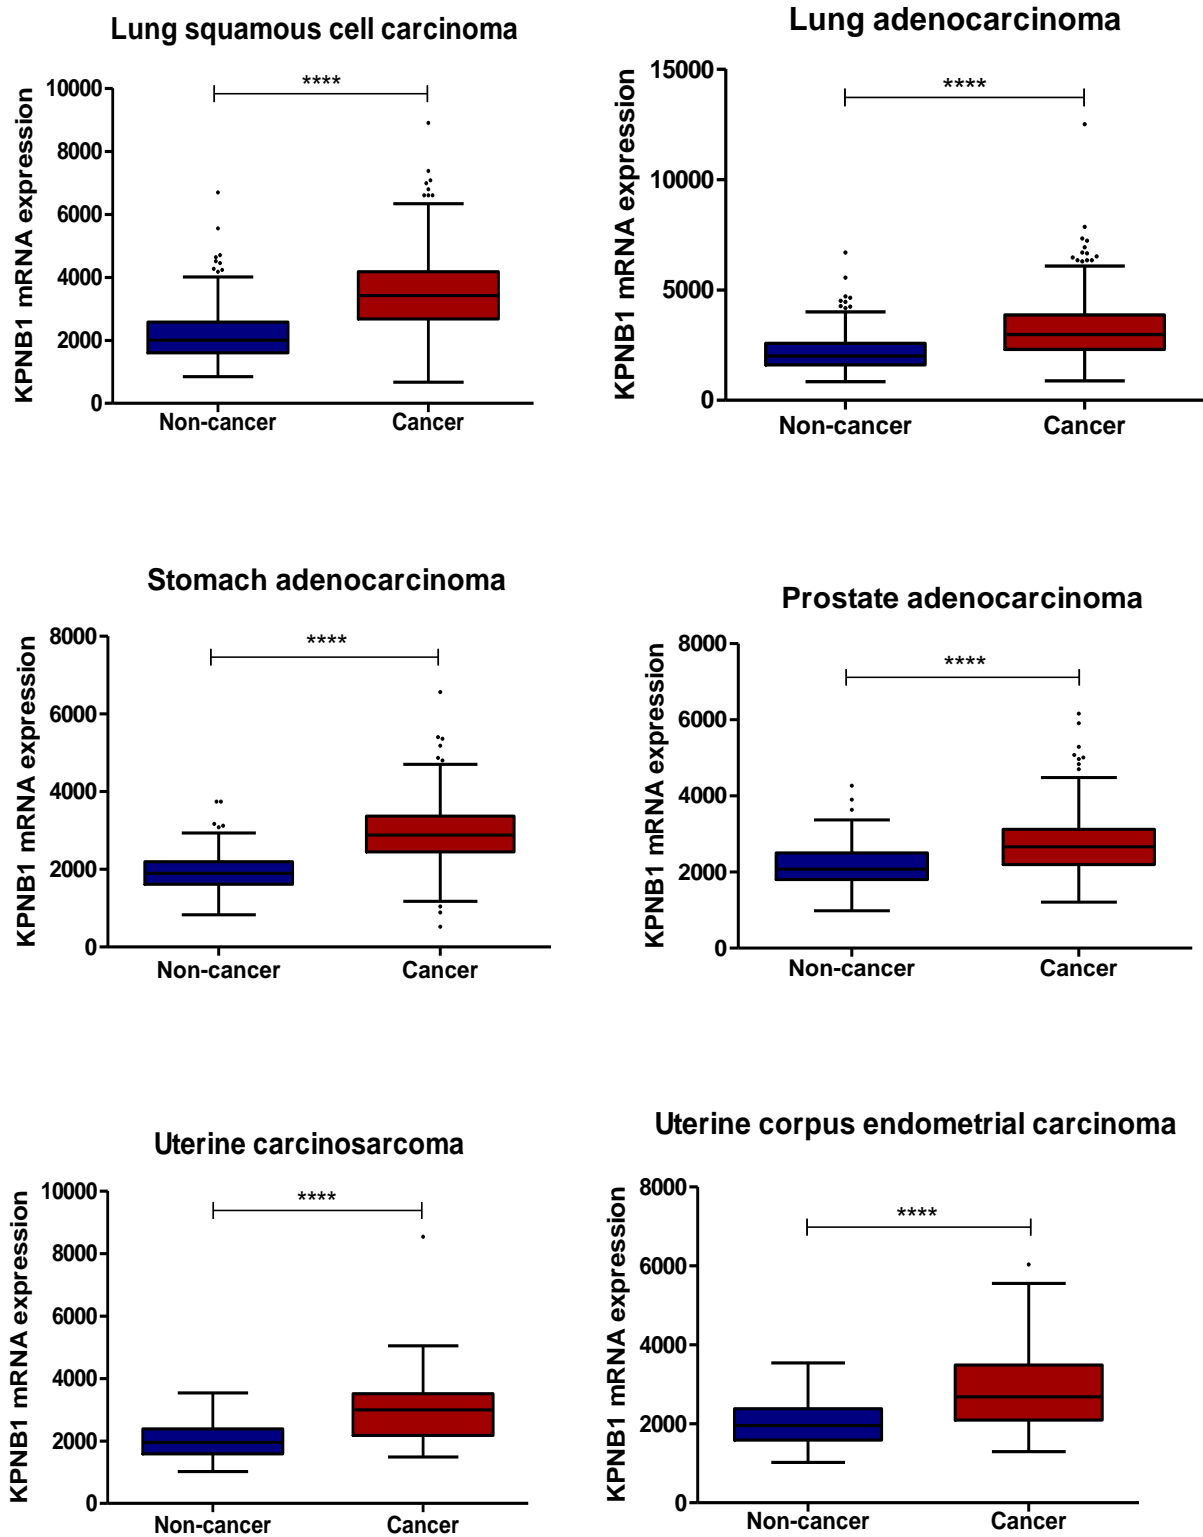 Lung squamous cell carcinoma
KPNB1 mRNA expression
10000
8000
6000
4000
2000
0
****
Non-cancer
Cancer
Lung adenocarcinoma
KPNB1 mRNA expression
15000
10000
5000
0
****
Non-cancer
Cancer
Stomach adenocarcinoma
KPNB1 mRNA expression
8000
6000
4000
2000
0
****
Non-cancer
Cancer
Prostate adenocarcinoma
KPNB1 mRNA expression
8000
6000
4000
2000
0
****
Non-cancer
Cancer
Uterine carcinosarcoma
KPNB1 mRNA expression
10000
8000
6000
4000
2000
0
****
Non-cancer
Cancer
Uterine corpus endometrial carcinoma
KPNB1 mRNA expression
8000
6000
4000
2000
0
****
Non-cancer
Cancer